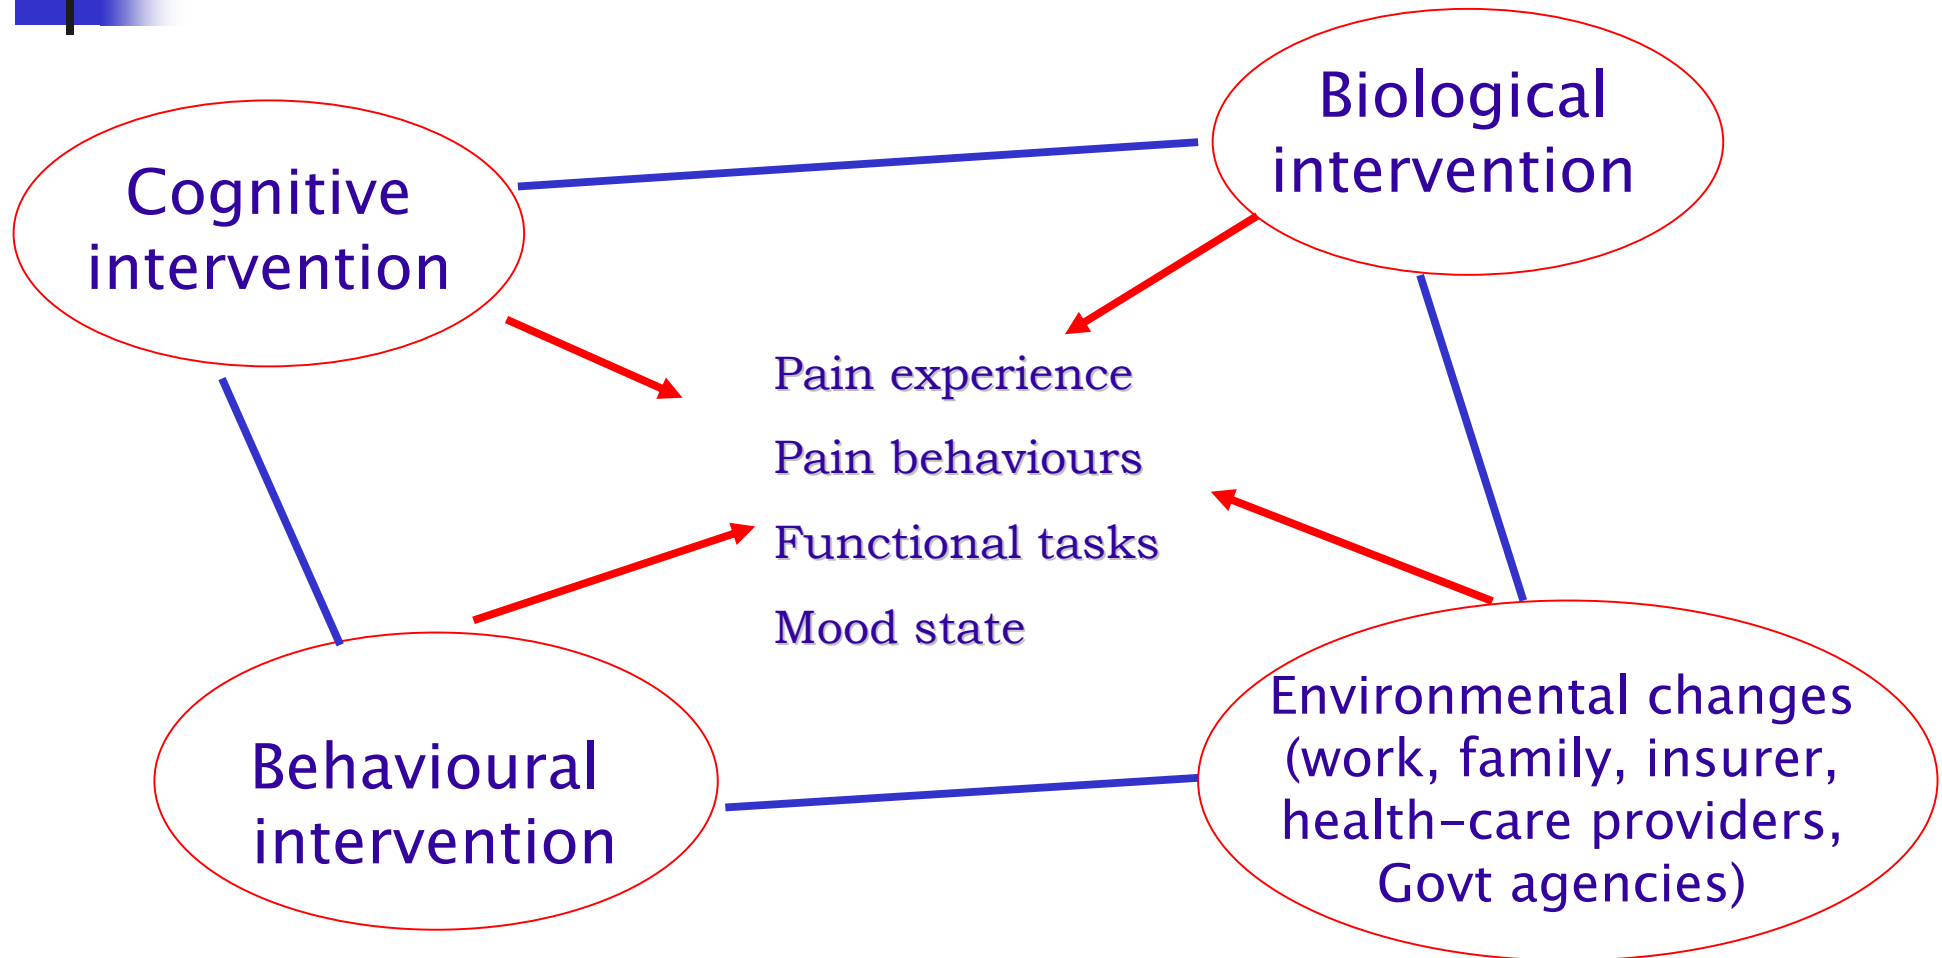 Biological
intervention
Cognitive
intervention
Pain experience
Pain behaviours
Functional tasks
Mood state
Behavioural
intervention
Environmental changes
(work, family, insurer,
health-care providers,
Govt agencies)